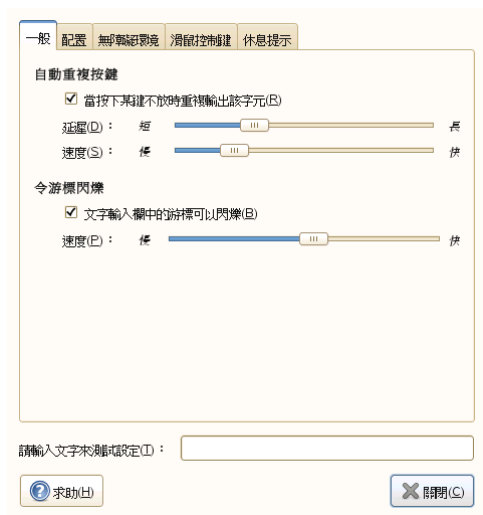 一般 配置 無障礙環境 滑鼠控制鍵 休息提示
自動重複按鍵
當按下某鍵不放時重複輸出該字元(R)
延遲(D)： 短 長
速度(S)： 慢 快
令游標閃爍
文字輸入欄中的游標可以閃爍(B)
速度(P)： 慢 快
請輸入文字來測試設定(T)：
求助(H) 關閉(C)